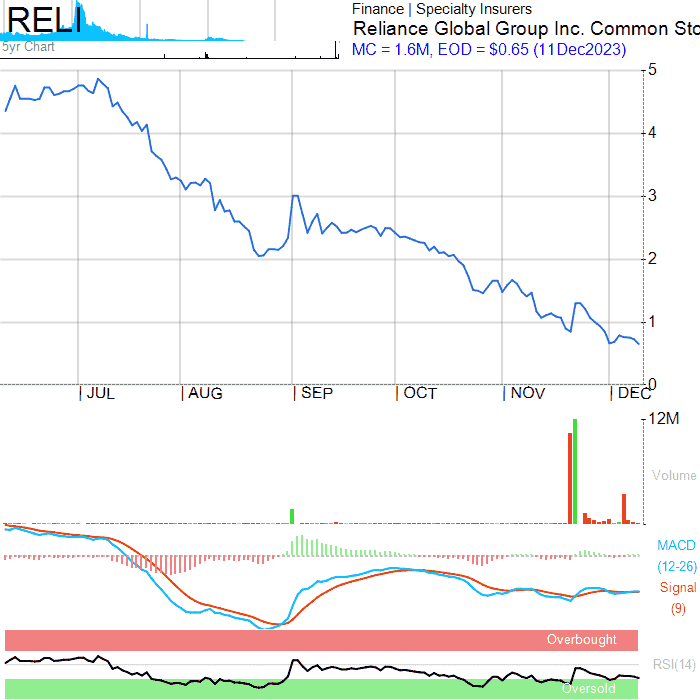 RELI
5yr Chart
Finance | Specialty Insurers
Reliance Global Group Inc. Common Sto
MC = 1.6M, EOD = $0.65 (11Dec2023)
5
4
3
2
1
0
| JUL | AUG | SEP | OCT | NOV | DEC
12M
Volume
MACD
(12-26)
Signal
(9)
Overbought
RSI(14)
Oversold